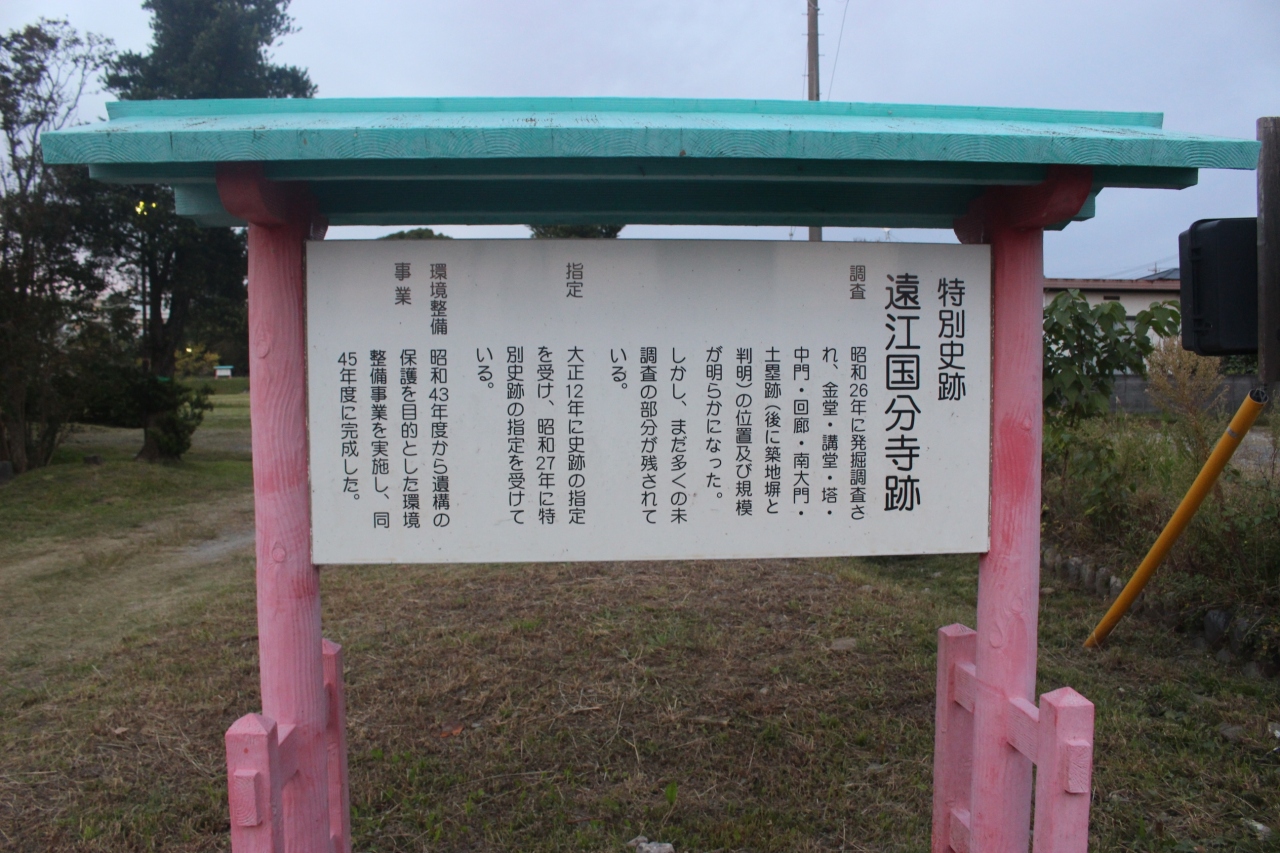 特別史跡
遠江国分寺跡
調査
昭和26年に発掘調査さ
れ、金堂・講堂・塔・
中門・回廊・南大門・
土塁跡（後に築地塀と
判明）の位置及び規模
が明らかになった。
しかし、まだ多くの未
調査の部分が残されて
いる。
指定
大正12年に史跡の指定
を受け、昭和27年に特
別史跡の指定を受けて
いる。
環境整備
事業
昭和43年度から遺構の
保護を目的とした環境
整備事業を実施し、同
45年度に完成した。